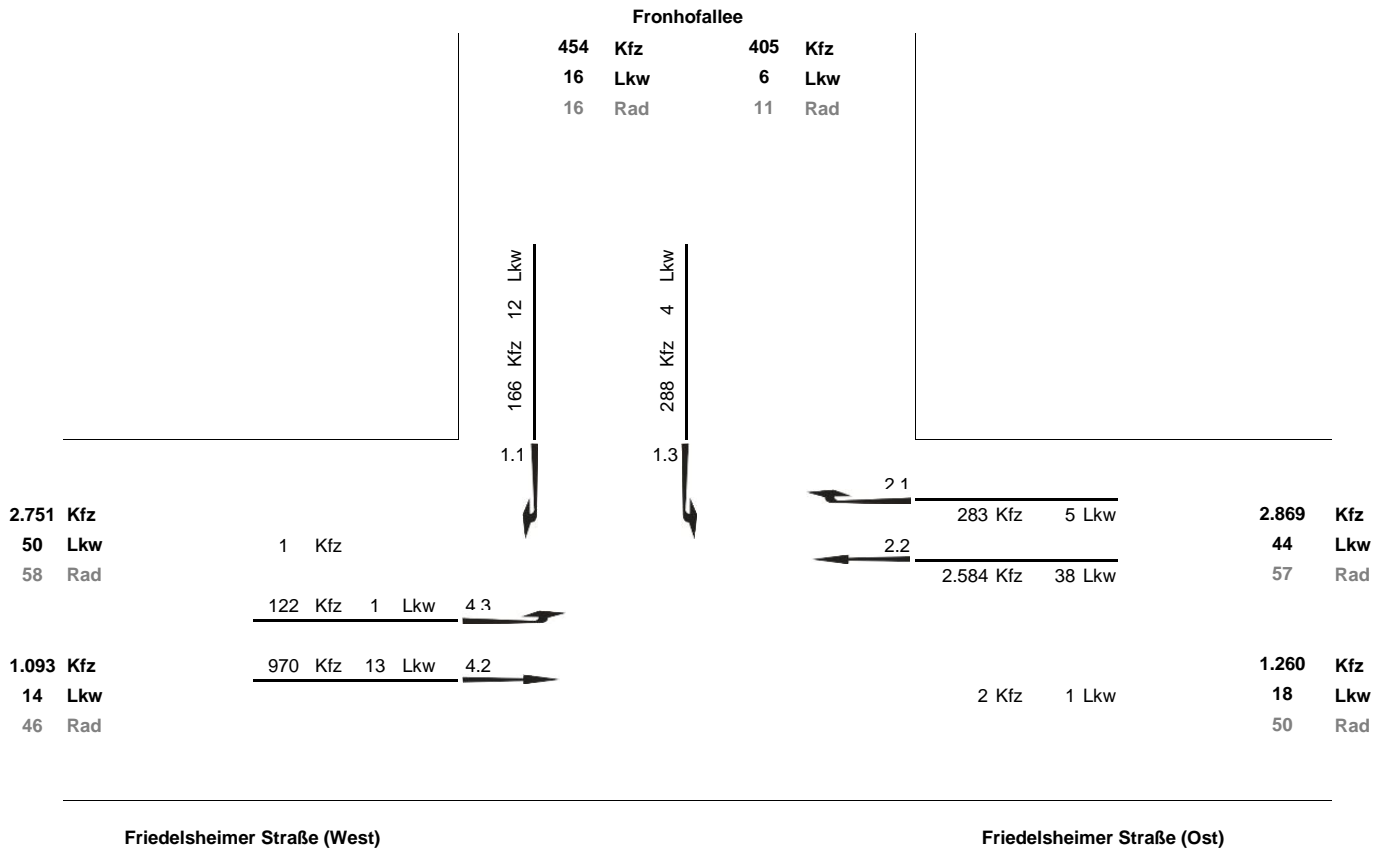 Fronhofallee
454 Kfz 405 Kfz
16 Lkw 6 Lkw
16 Rad 11 Rad
166 Kfz 12 Lkw
288 Kfz 4 Lkw
1.1 1.3
2.1
283 Kfz 5 Lkw
2.751 Kfz 2.869 Kfz
50 Lkw 1 Kfz 2.2 44 Lkw
58 Rad 2.584 Kfz 38 Lkw 57 Rad
122 Kfz 1 Lkw 4.3
1.093 Kfz 970 Kfz 13 Lkw 4.2 1.260 Kfz
14 Lkw 2 Kfz 1 Lkw 18 Lkw
46 Rad 50 Rad
Friedelsheimer Straße (West) Friedelsheimer Straße (Ost)